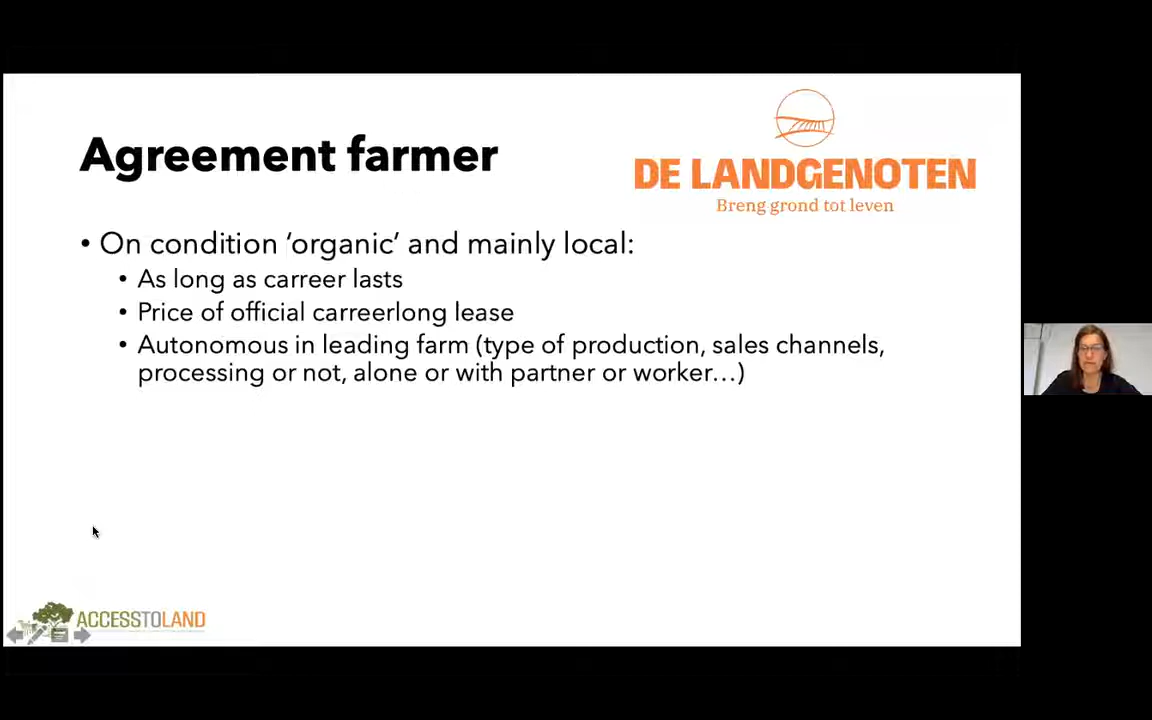 Agreement farmer
DE LANDGENOTEN
Breng grond tot leven
• On condition ‘organic’ and mainly local:
• As long as carreer lasts
• Price of official carreerlong lease
• Autonomous in leading farm (type of production, sales channels,
processing or not, alone or with partner or worker…)
ACCESSTOLAND